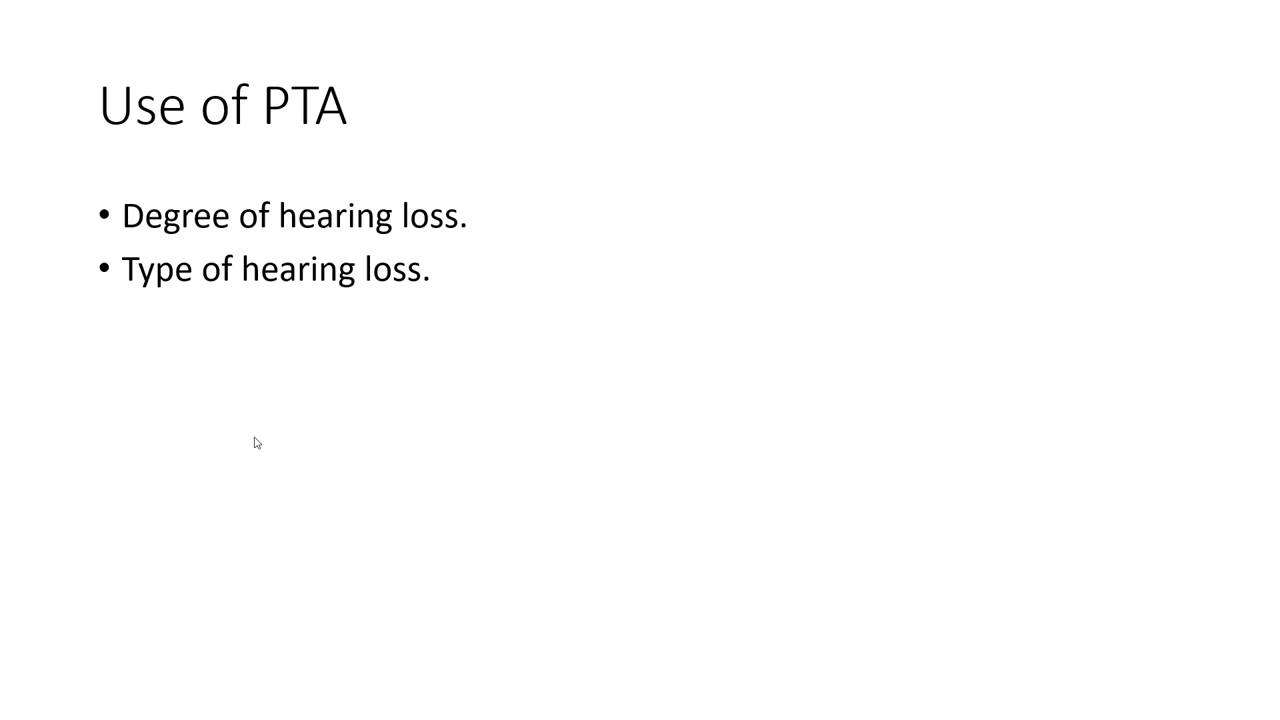 Use of PTA
• Degree of hearing loss.
• Type of hearing loss.